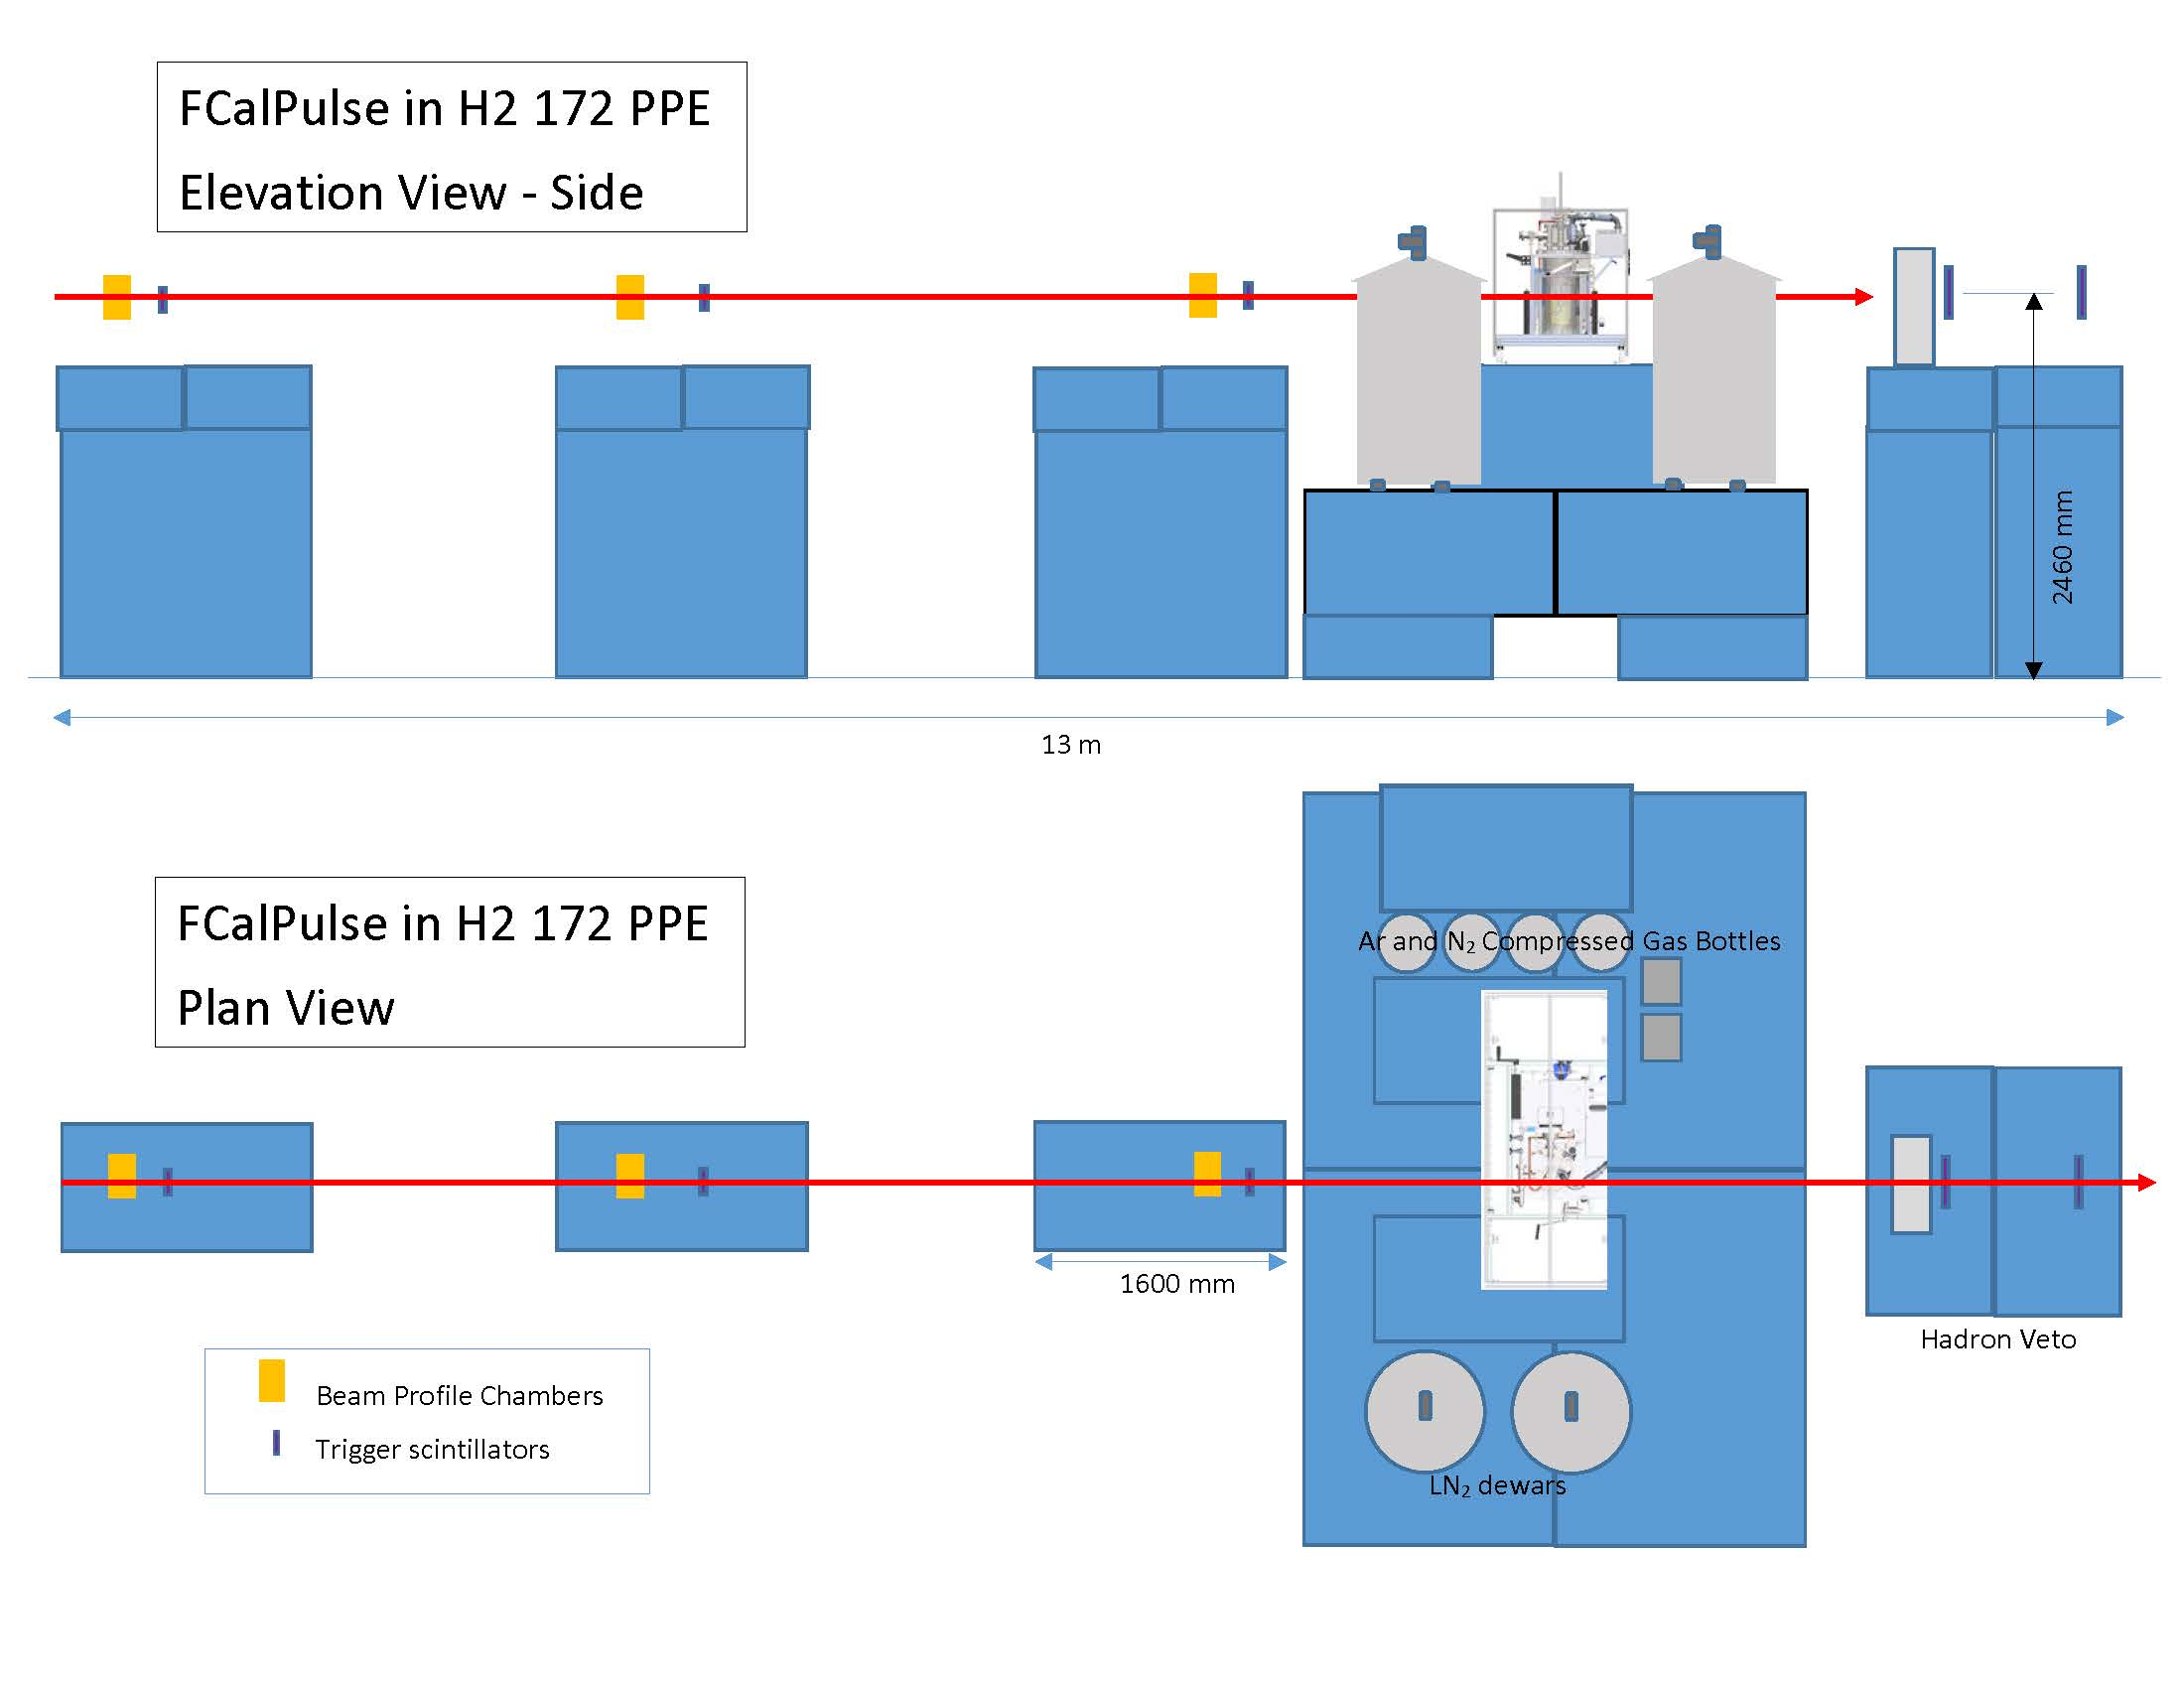 FCalPulse in H2 172 PPE
Elevation View - Side
2460 mm
13 m
FCalPulse in H2 172 PPE
Plan View
Ar and N₂ Compressed Gas Bottles
1600 mm
Hadron Veto
Beam Profile Chambers
Trigger scintillators
LN₂ dewars